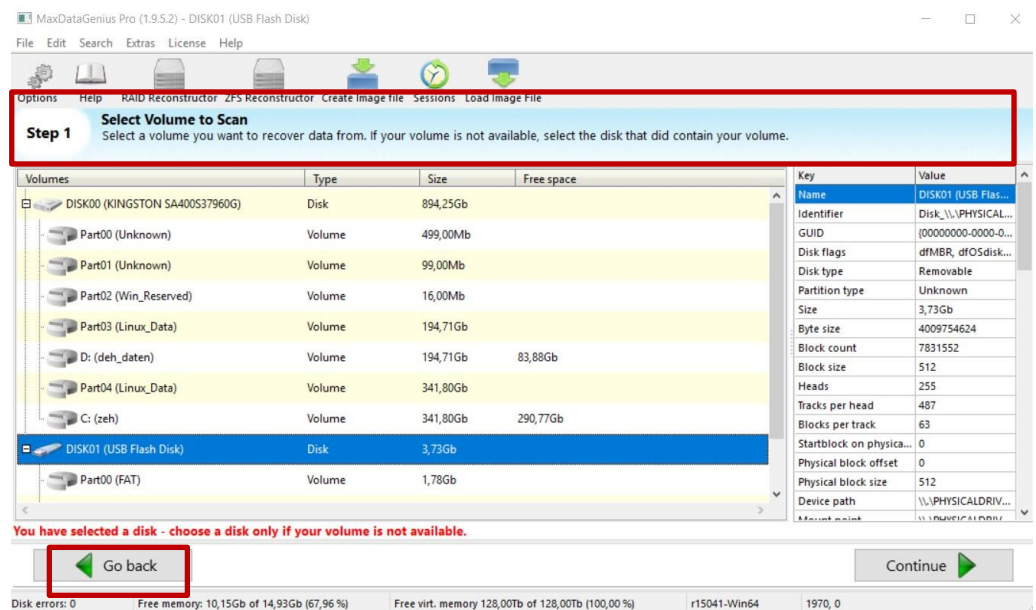 MaxDataGenius Pro (1.9.5.2) - DISK01 (USB Flash Disk)
File Edit Search Extras License Help
Options Help RAID Reconstructor ZFS Reconstructor Create Image file Sessions Load Image File
Step 1
Select Volume to Scan
Select a volume you want to recover data from. If your volume is not available, select the disk that did contain your volume.
Volumes Type Size Free space
DISK00 (KINGSTON SA400S37960G) Disk 894,25Gb
Part00 (Unknown) Volume 499,00Mb
Part01 (Unknown) Volume 99,00Mb
Part02 (Win_Reserved) Volume 16,00Mb
Part03 (Linux_Data) Volume 194,71Gb
D: (deh_daten) Volume 194,71Gb 83,88Gb
Part04 (Linux_Data) Volume 341,80Gb
C: (zeh) Volume 341,80Gb 290,77Gb
DISK01 (USB Flash Disk) Disk 3,73Gb
Part00 (FAT) Volume 1,78Gb
Key Value
Name DISK01 (USB Flas...
Identifier Disk_\\.\PHYSICAL...
GUID {00000000-0000-0...
Disk flags dfMBR, dfOSdisk...
Disk type Removable
Partition type Unknown
Size 3,73Gb
Byte size 4009754624
Block count 7831552
Block size 512
Heads 255
Tracks per head 487
Blocks per track 63
Startblock on physica... 0
Physical block offset 0
Physical block size 512
Device path \\.\PHYSICALDRIV...
Mount point \\.\PHYSICALDRIV...
You have selected a disk - choose a disk only if your volume is not available.
Go back
Continue
Disk errors: 0 Free memory: 10,15Gb of 14,93Gb (67,96 %) Free virt. memory 128,00Tb of 128,00Tb (100,00 %) r15041-Win64 1970, 0